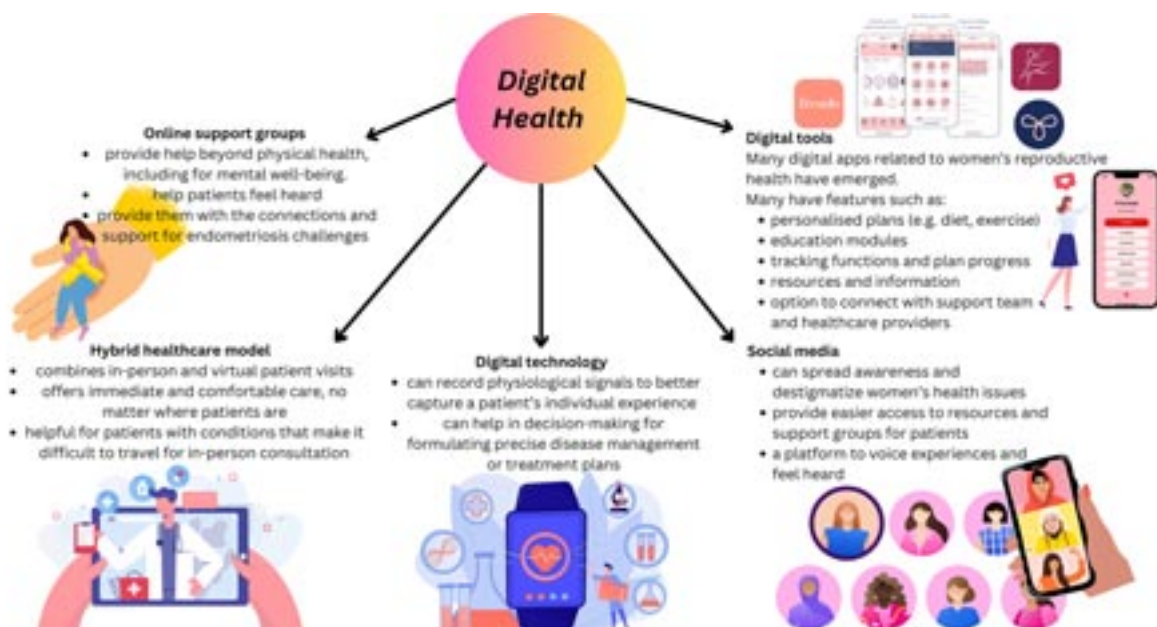 Digital
Health
Online support groups
• provide help beyond physical health,
including for mental well-being.
• help patients feel heard
• provide them with the connections and
support for endometriosis challenges
Digital tools
Many digital apps related to women's reproductive
health have emerged.
Many have features such as:
• personalised plans (e.g. diet, exercise)
• education modules
• tracking functions and plan progress
• resources and information
• option to connect with support team
and healthcare providers
Hybrid healthcare model
• combines in-person and virtual patient visits
• offers immediate and comfortable care, no
matter where patients are
• helpful for patients with conditions that make it
difficult to travel for in-person consultation
Digital technology
• can record physiological signals to better
capture a patient's individual experience
• can help in decision-making for
formulating precise disease management
or treatment plans
Social media
• can spread awareness and
destigmatize women's health issues
• provide easier access to resources and
support groups for patients
• a platform to voice experiences and
feel heard